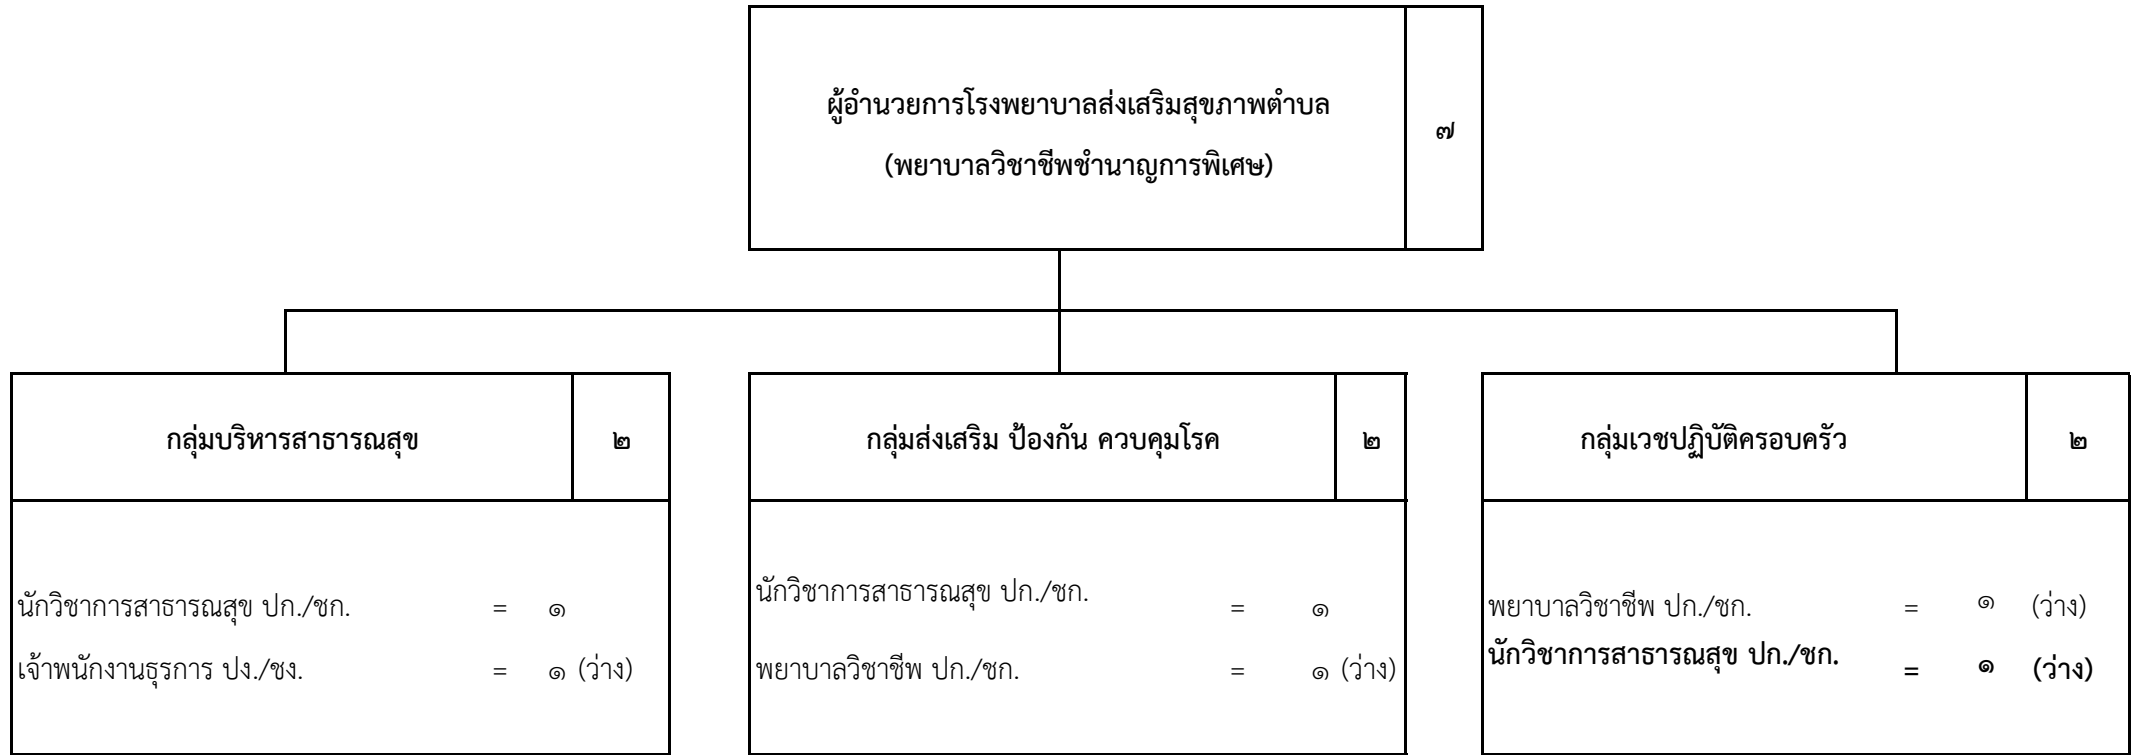 ผู้อำนวยการโรงพยาบาลส่งเสริมสุขภาพตำบล
(พยาบาลวิชาชีพชำนาญการพิเศษ)
๗
กลุ่มบริหารสาธารณสุข ๒
นักวิชาการสาธารณสุข ปก./ชก. = ๑
เจ้าพนักงานธุรการ ปง./ชง. = ๑ (ว่าง)
กลุ่มส่งเสริม ป้องกัน ควบคุมโรค ๒
นักวิชาการสาธารณสุข ปก./ชก. = ๑
พยาบาลวิชาชีพ ปก./ชก. = ๑ (ว่าง)
กลุ่มเวชปฏิบัติครอบครัว ๒
พยาบาลวิชาชีพ ปก./ชก. = ๑ (ว่าง)
นักวิชาการสาธารณสุข ปก./ชก. = ๑ (ว่าง)